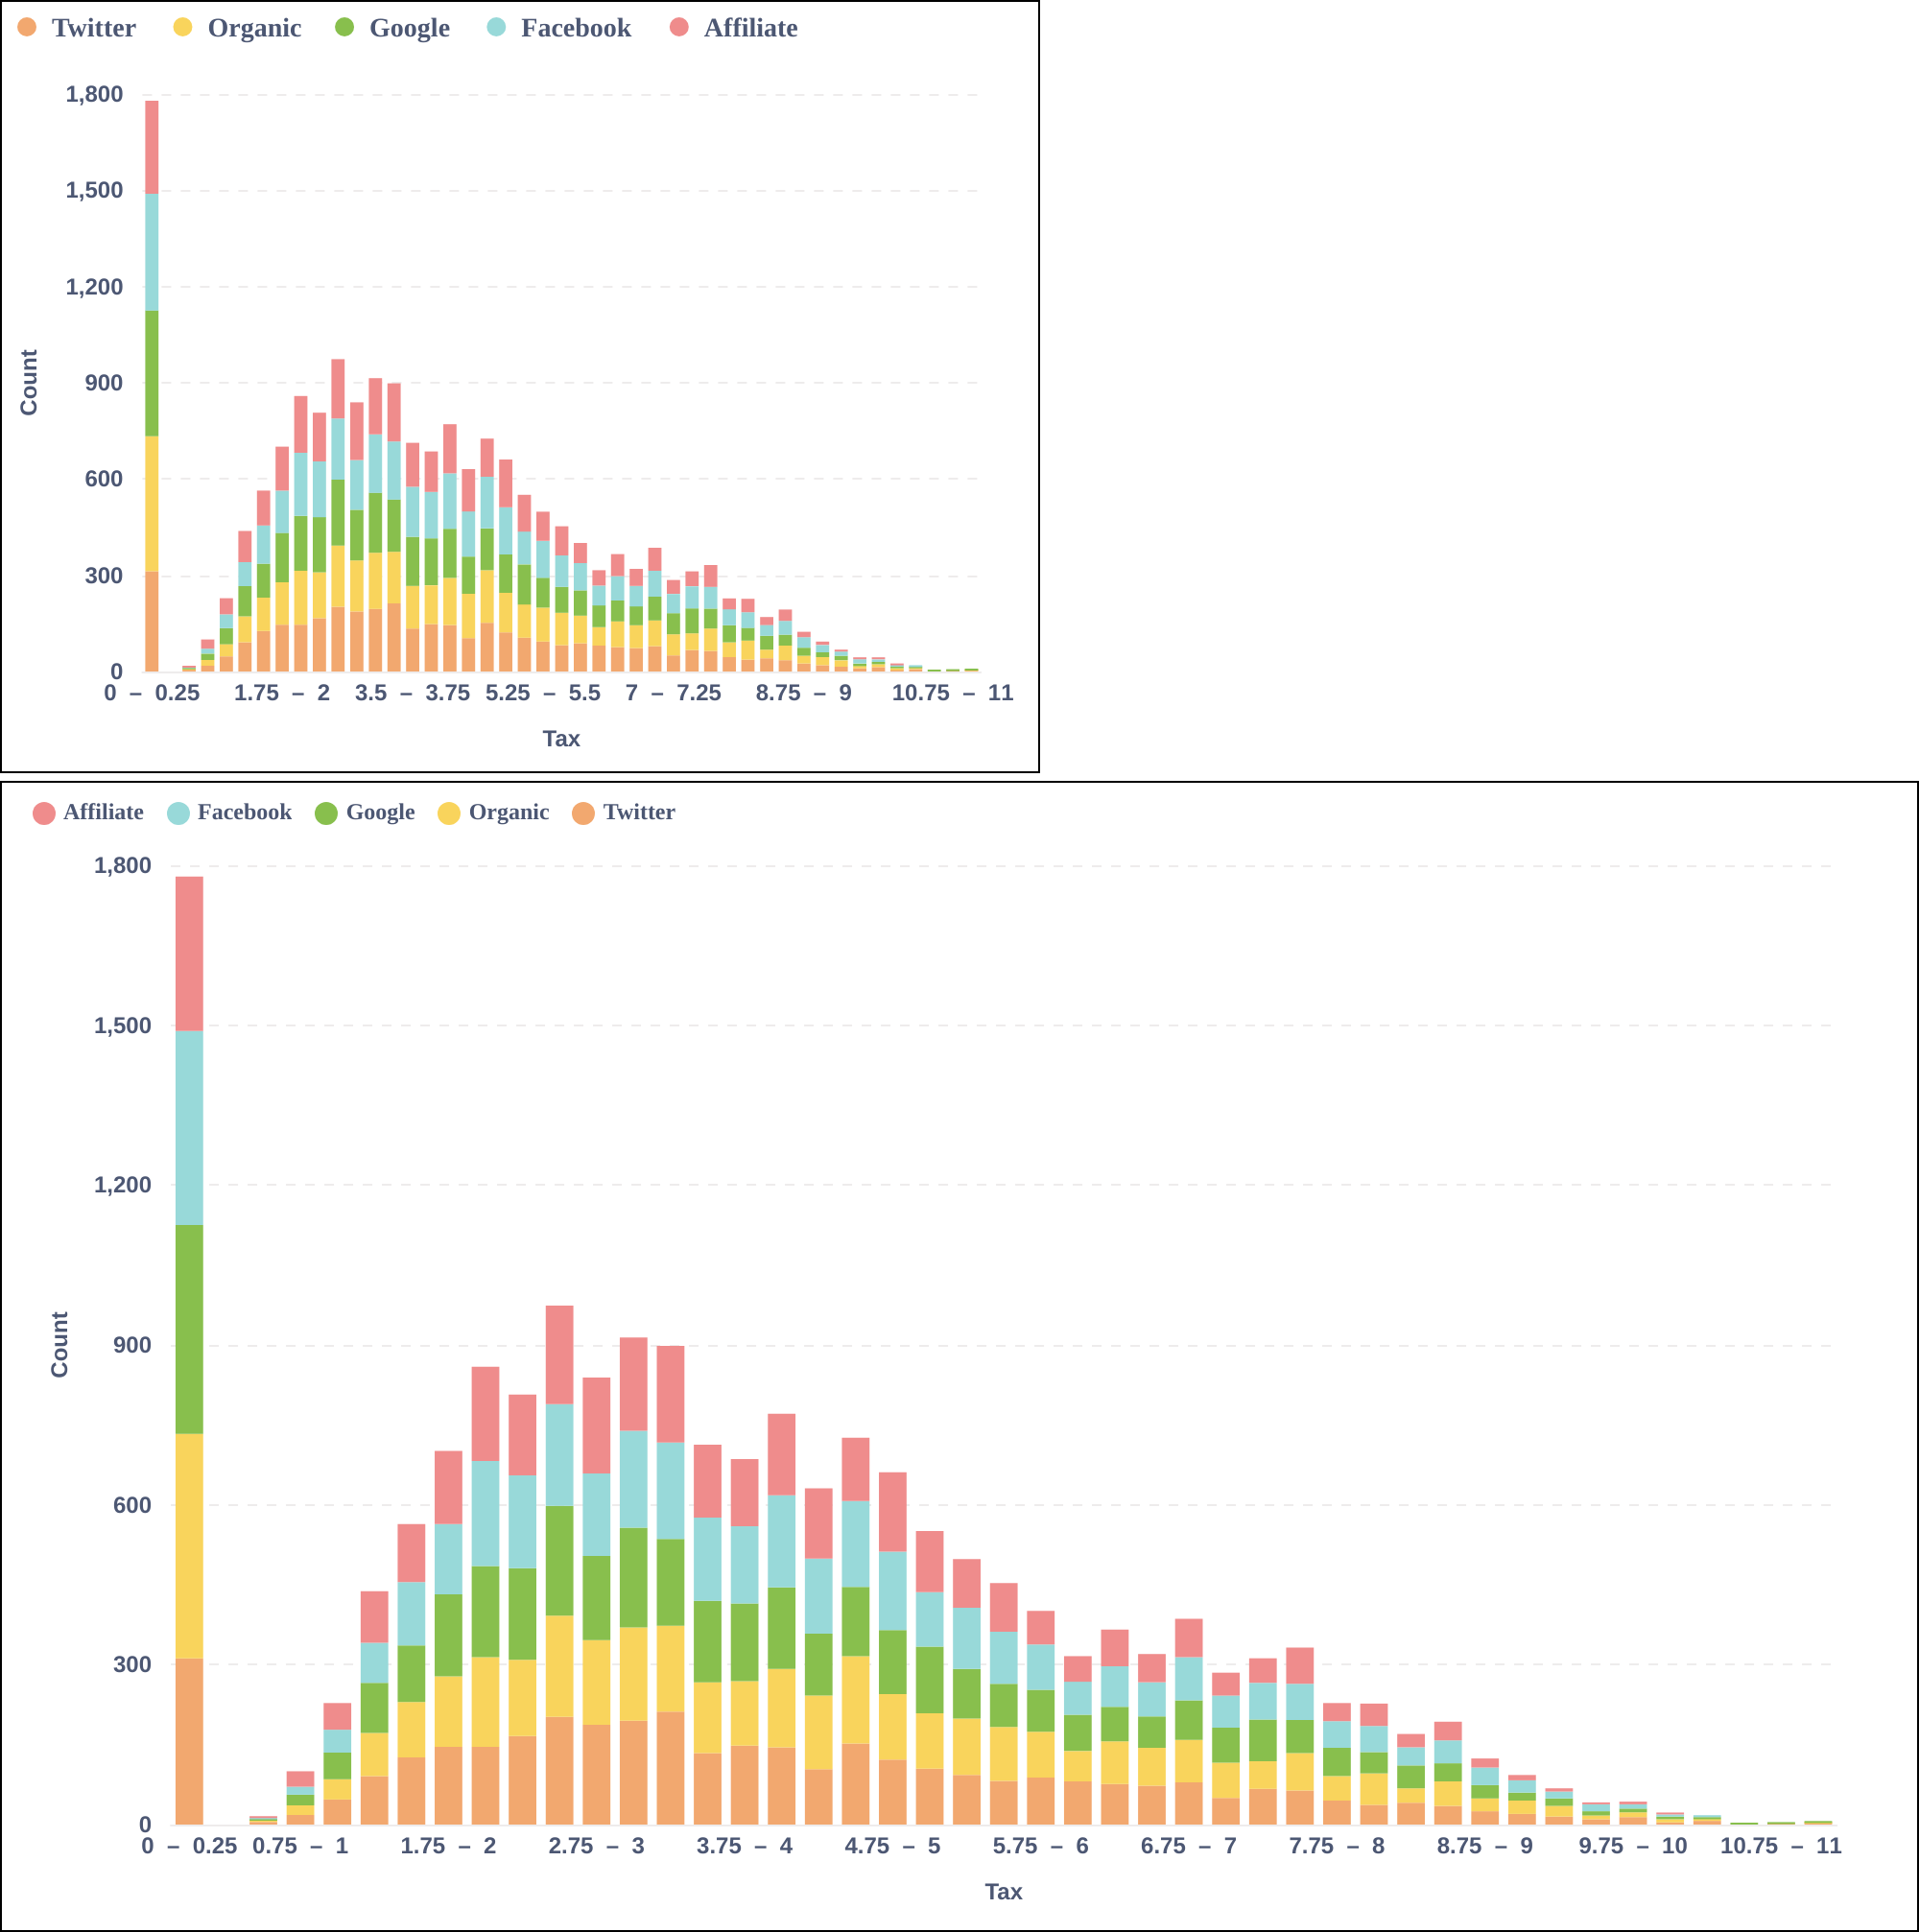 Twitter Organic Google Facebook Affiliate
1,800
1,500
1,200
900
600
300
0
Count
0 – 0.25 1.75 – 2 3.5 – 3.75 5.25 – 5.5 7 – 7.25 8.75 – 9 10.75 – 11
Tax
Affiliate Facebook Google Organic Twitter
1,800
1,500
1,200
900
600
300
0
Count
0 – 0.25 0.75 – 1 1.75 – 2 2.75 – 3 3.75 – 4 4.75 – 5 5.75 – 6 6.75 – 7 7.75 – 8 8.75 – 9 9.75 – 10 10.75 – 11
Tax